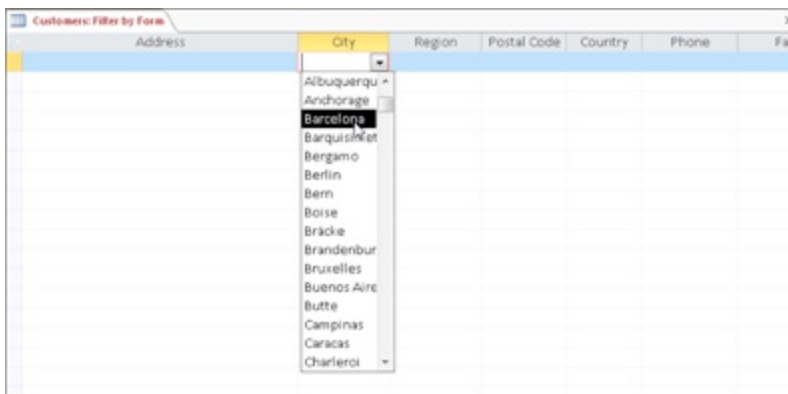 Customers: Filter by Form
Address City Region Postal Code Country Phone Fa
Albuquerqu
Anchorage
Barcelona
Barquisimet
Bergamo
Berlin
Bern
Boise
Bräcke
Brandenbur
Bruxelles
Buenos Aire
Butte
Campinas
Caracas
Charleroi